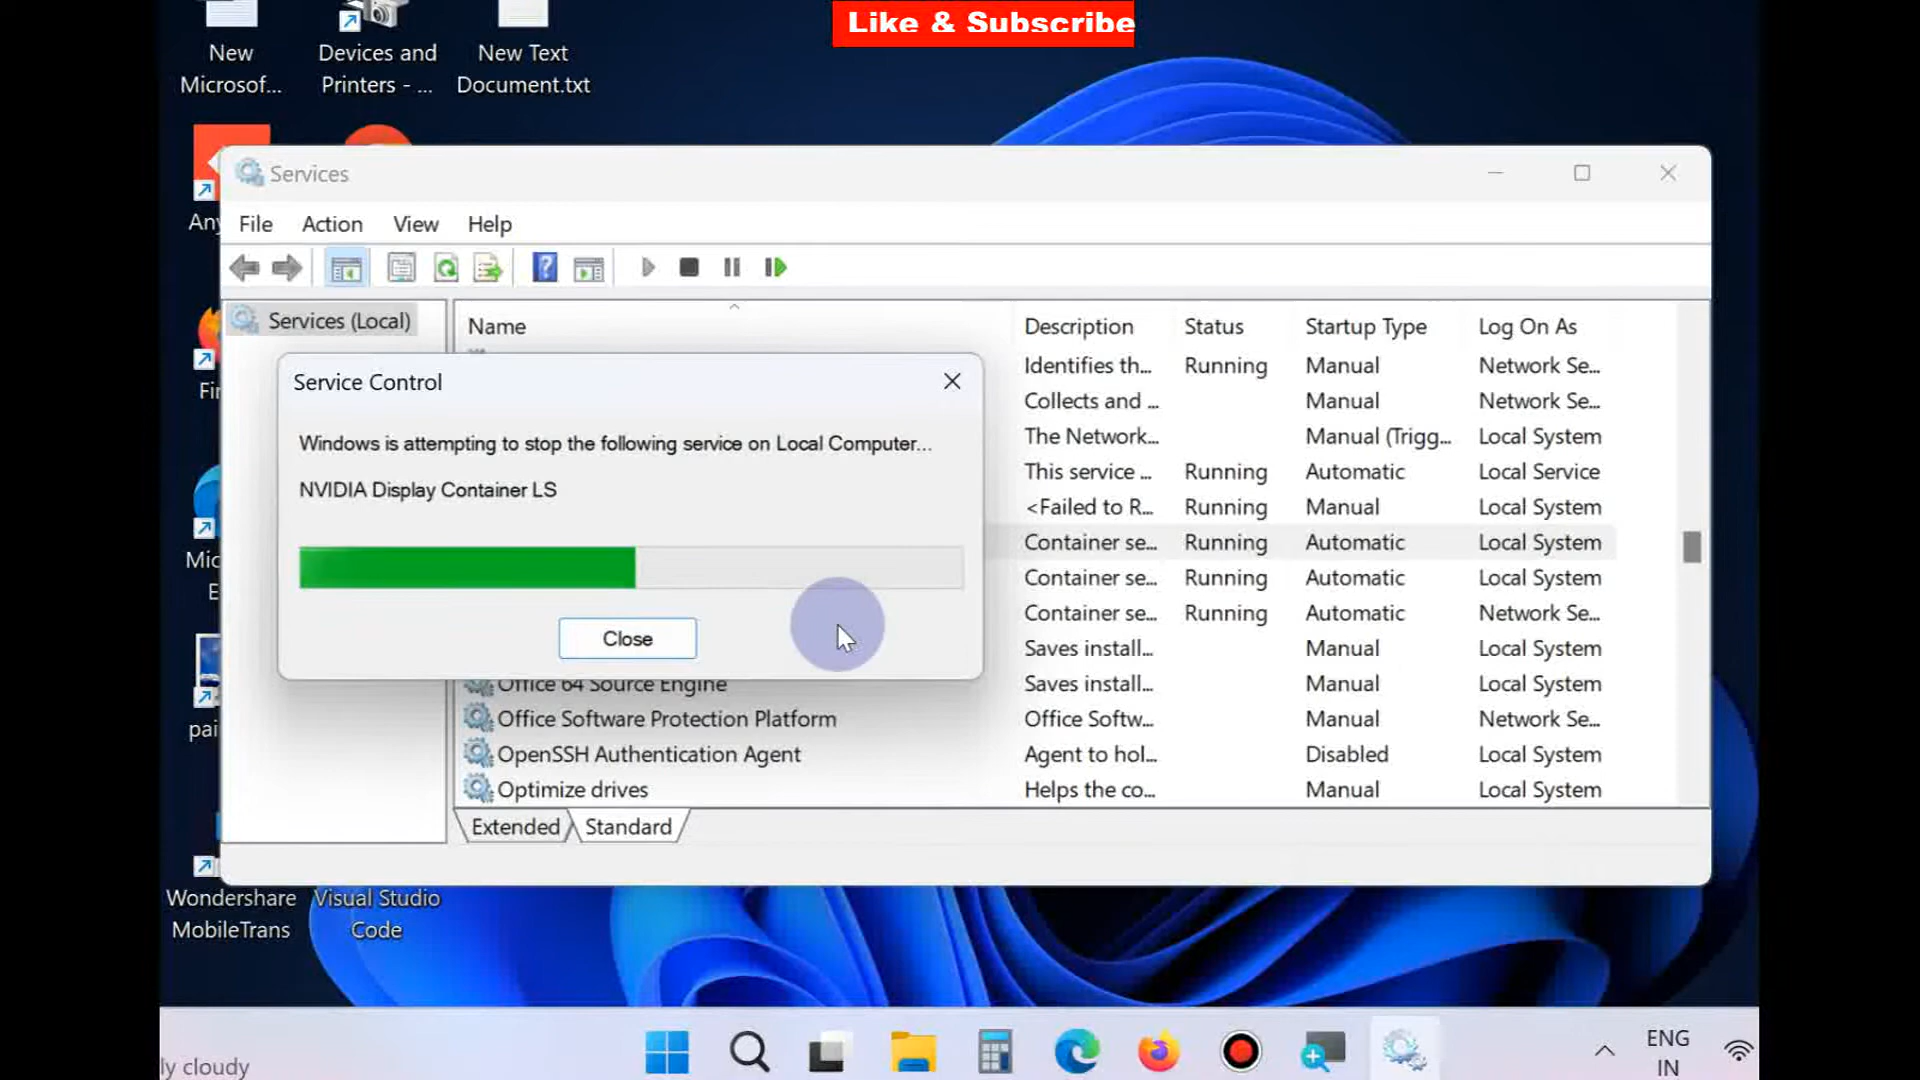 Like & Subscribe
New
Microsof...
Devices and
Printers - ...
New Text
Document.txt
Services
File Action View Help
Services (Local)
Name Description Status Startup Type Log On As
Identifies th... Running Manual Network Se...
Collects and ... Manual Network Se...
The Network... Manual (Trigg... Local System
This service ... Running Automatic Local Service
<Failed to R... Running Manual Local System
Container se... Running Automatic Local System
Container se... Running Automatic Local System
Container se... Running Automatic Network Se...
Saves install... Manual Local System
Office 64 Source Engine Saves install... Manual Local System
Office Software Protection Platform Office Softw... Manual Network Se...
OpenSSH Authentication Agent Agent to hol... Disabled Local System
Optimize drives Helps the co... Manual Local System
Extended Standard
Service Control
Windows is attempting to stop the following service on Local Computer...
NVIDIA Display Container LS
Close
Any
Fir
Mic
E
pai
Wondershare
MobileTrans
Visual Studio
Code
ly cloudy
ENG
IN